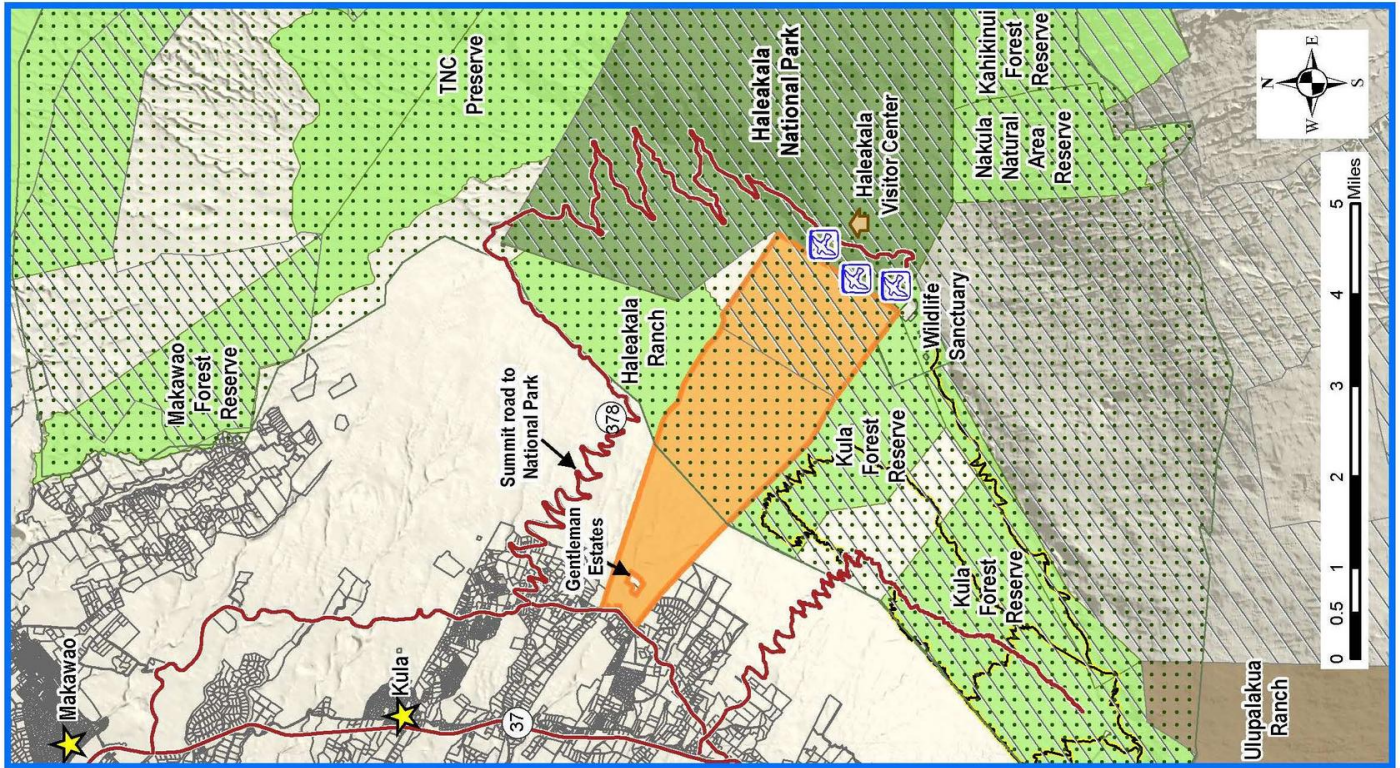 Makawao
Makawao
Forest
Reserve
Kula
TNC
Preserve
Summit road to
National Park
37
Gentleman
Estates
378
Haleakala
Ranch
Haleakala
National Park
Kula
Forest
Reserve
Haleakala
Visitor Center
Wildlife
Sanctuary
Kula
Forest
Reserve
Nakula
Natural
Area
Reserve
Kahikinui
Forest
Reserve
Ulupalakua
Ranch
N
W E
S
0 0.5 1 2 3 4 5
Miles